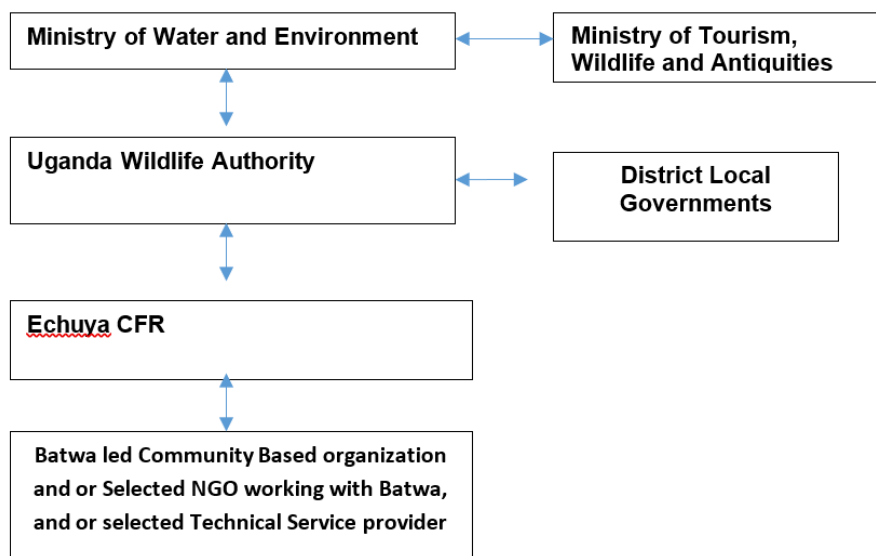 Ministry of Water and Environment
Ministry of Tourism,
Wildlife and Antiquities
Uganda Wildlife Authority
District Local
Governments
Echuya CFR
Batwa led Community Based organization
and or Selected NGO working with Batwa,
and or selected Technical Service provider